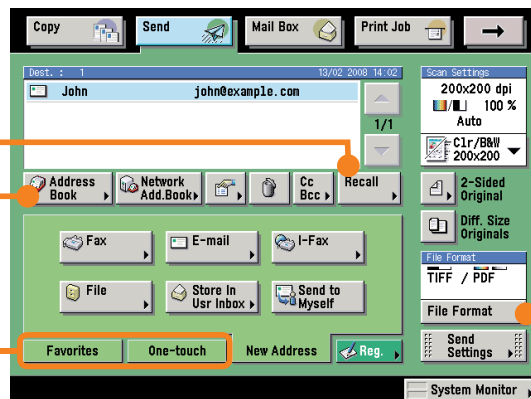 Copy
Send
Mail Box
Print Job
Dest. : 1
13/02 2008 14:02
John
john@example.com
1/1
Address
Book
Network
Add.Book
Cc
Bcc
Recall
Fax
E-mail
I-Fax
File
Store In
Usr Inbox
Send to
Myself
Favorites
One-touch
New Address
Reg.
Scan Settings
200x200 dpi
/ 100 %
Auto
Clr/B&W
200x200
2-Sided
Original
Diff. Size
Originals
File Format
TIFF / PDF
File Format
Send
Settings
System Monitor